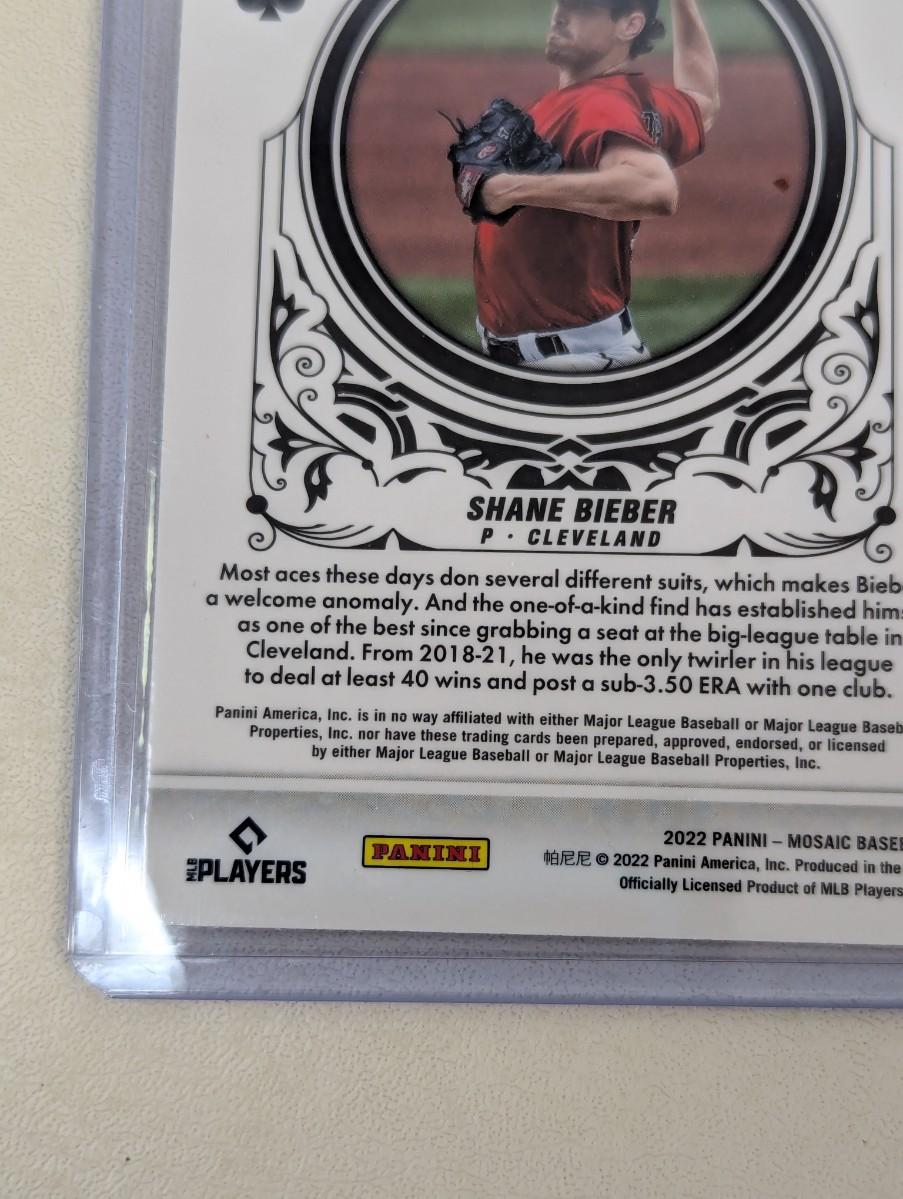 SHANE BIEBER
P · CLEVELAND
Most aces these days don several different suits, which makes Bieb
a welcome anomaly. And the one-of-a-kind find has established hims
as one of the best since grabbing a seat at the big-league table in
Cleveland. From 2018-21, he was the only twirler in his league
to deal at least 40 wins and post a sub-3.50 ERA with one club.
Panini America, Inc. is in no way affiliated with either Major League Baseball or Major League Baseb
Properties, Inc. nor have these trading cards been prepared, approved, endorsed, or licensed
by either Major League Baseball or Major League Baseball Properties, Inc.
MLB PLAYERS
PANINI
2022 PANINI – MOSAIC BASEB
帕尼尼 © 2022 Panini America, Inc. Produced in the
Officially Licensed Product of MLB Players